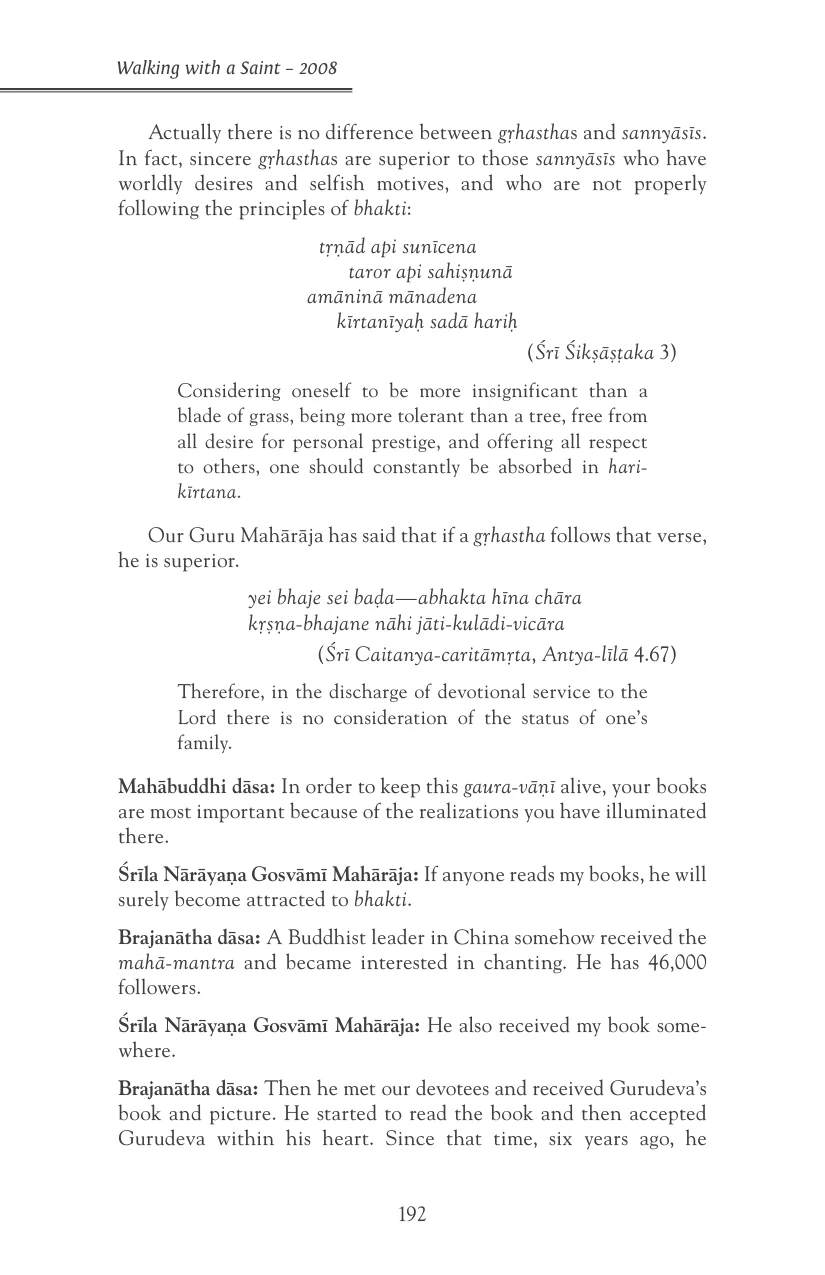 Walking with a Saint – 2008
Actually there is no difference between gṛhasthas and sannyāsīs.
In fact, sincere gṛhasthas are superior to those sannyāsīs who have
worldly desires and selfish motives, and who are not properly
following the principles of bhakti:
tṛṇād api sunīcena
taror api sahiṣṇunā
amāninā mānadena
kīrtanīyaḥ sadā hariḥ
(Śrī Śikṣāṣṭaka 3)
Considering oneself to be more insignificant than a
blade of grass, being more tolerant than a tree, free from
all desire for personal prestige, and offering all respect
to others, one should constantly be absorbed in hari-
kīrtana.
Our Guru Mahārāja has said that if a gṛhastha follows that verse,
he is superior.
yei bhaje sei baḍa—abhakta hīna chāra
kṛṣṇa-bhajane nāhi jāti-kulādi-vicāra
(Śrī Caitanya-caritāmṛta, Antya-līlā 4.67)
Therefore, in the discharge of devotional service to the
Lord there is no consideration of the status of one's
family.
Mahābuddhi dāsa: In order to keep this gaura-vāṇī alive, your books
are most important because of the realizations you have illuminated
there.
Śrīla Nārāyaṇa Gosvāmī Mahārāja: If anyone reads my books, he will
surely become attracted to bhakti.
Brajanātha dāsa: A Buddhist leader in China somehow received the
mahā-mantra and became interested in chanting. He has 46,000
followers.
Śrīla Nārāyaṇa Gosvāmī Mahārāja: He also received my book some-
where.
Brajanātha dāsa: Then he met our devotees and received Gurudeva's
book and picture. He started to read the book and then accepted
Gurudeva within his heart. Since that time, six years ago, he
192